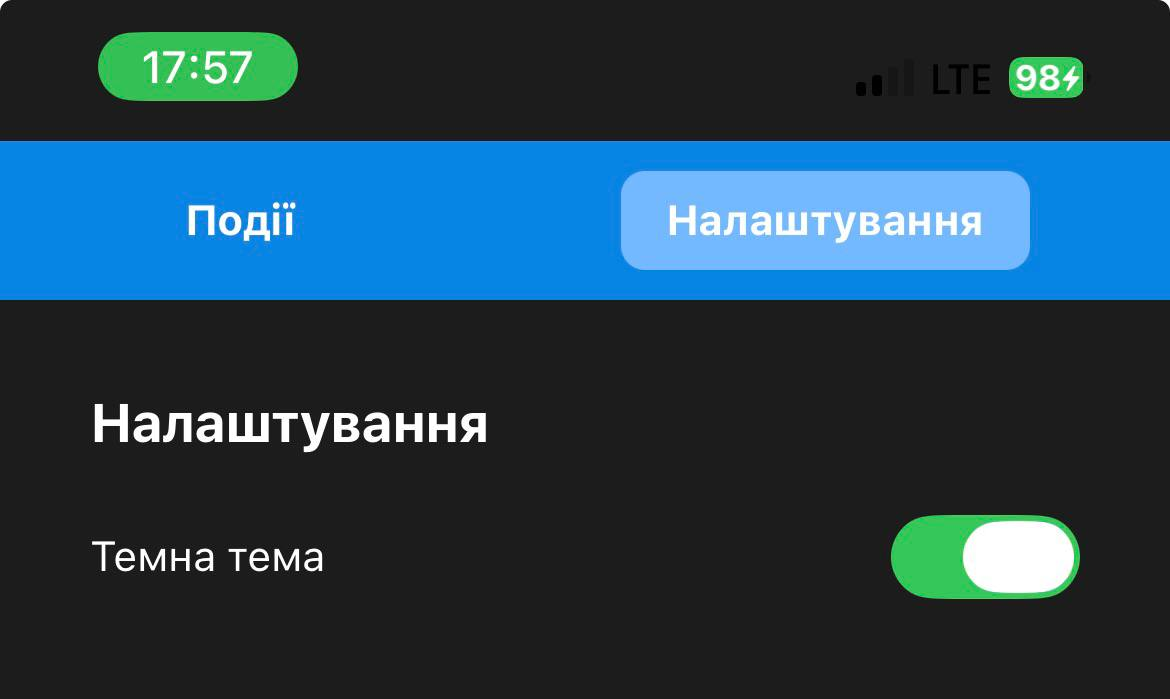 17:57 LTE 98
Події Налаштування
Налаштування
Темна тема